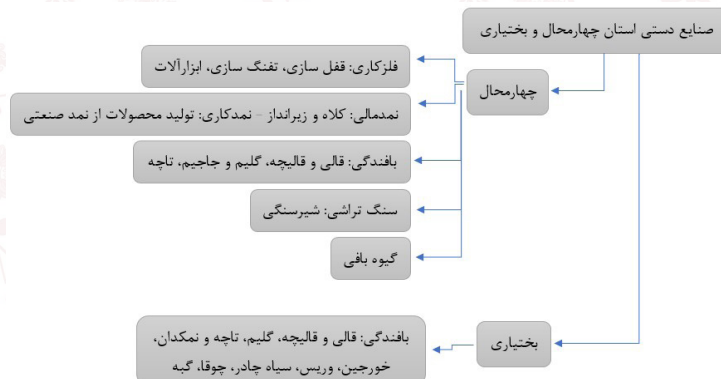 صنایع دستی استان چهارمحال و بختیاری
چهارمحال
فلزکاری: قفل سازی، تفنگ سازی، ابزارآلات
نمدمالی: کلاه و زیرانداز - نمدکاری: تولید محصولات از نمد صنعتی
بافندگی: قالی و قالیچه، گلیم و جاجیم، تاچه
سنگ تراشی: شیرسنگی
گیوه بافی
بختیاری
بافندگی: قالی و قالیچه، گلیم، تاچه و نمکدان،
خورجین، وریس، سیاه چادر، چوقا، گبه